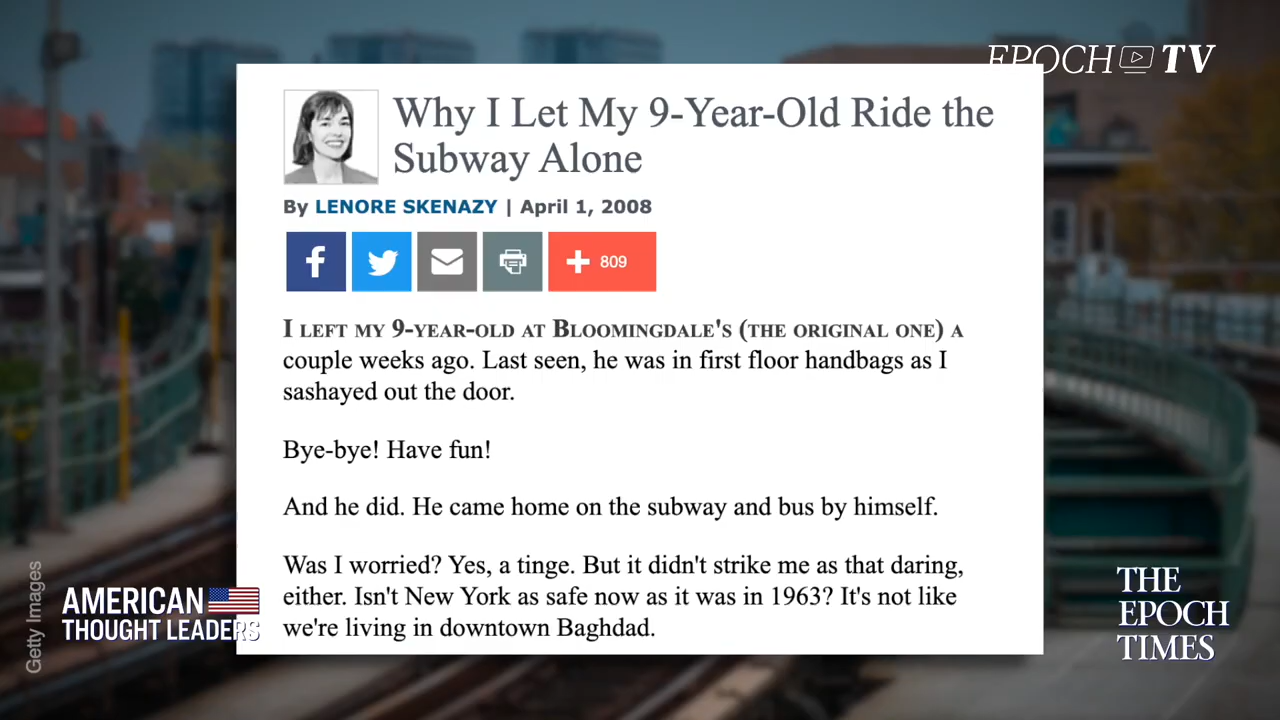 EPOCH TV
Why I Let My 9-Year-Old Ride the
Subway Alone
By LENORE SKENAZY | April 1, 2008
809
I LEFT MY 9-YEAR-OLD AT BLOOMINGDALE'S (THE ORIGINAL ONE) A
couple weeks ago. Last seen, he was in first floor handbags as I
sashayed out the door.
Bye-bye! Have fun!
And he did. He came home on the subway and bus by himself.
Was I worried? Yes, a tinge. But it didn't strike me as that daring,
either. Isn't New York as safe now as it was in 1963? It's not like
we're living in downtown Baghdad.
Getty Images
AMERICAN
THOUGHT LEADERS
THE
EPOCH
TIMES